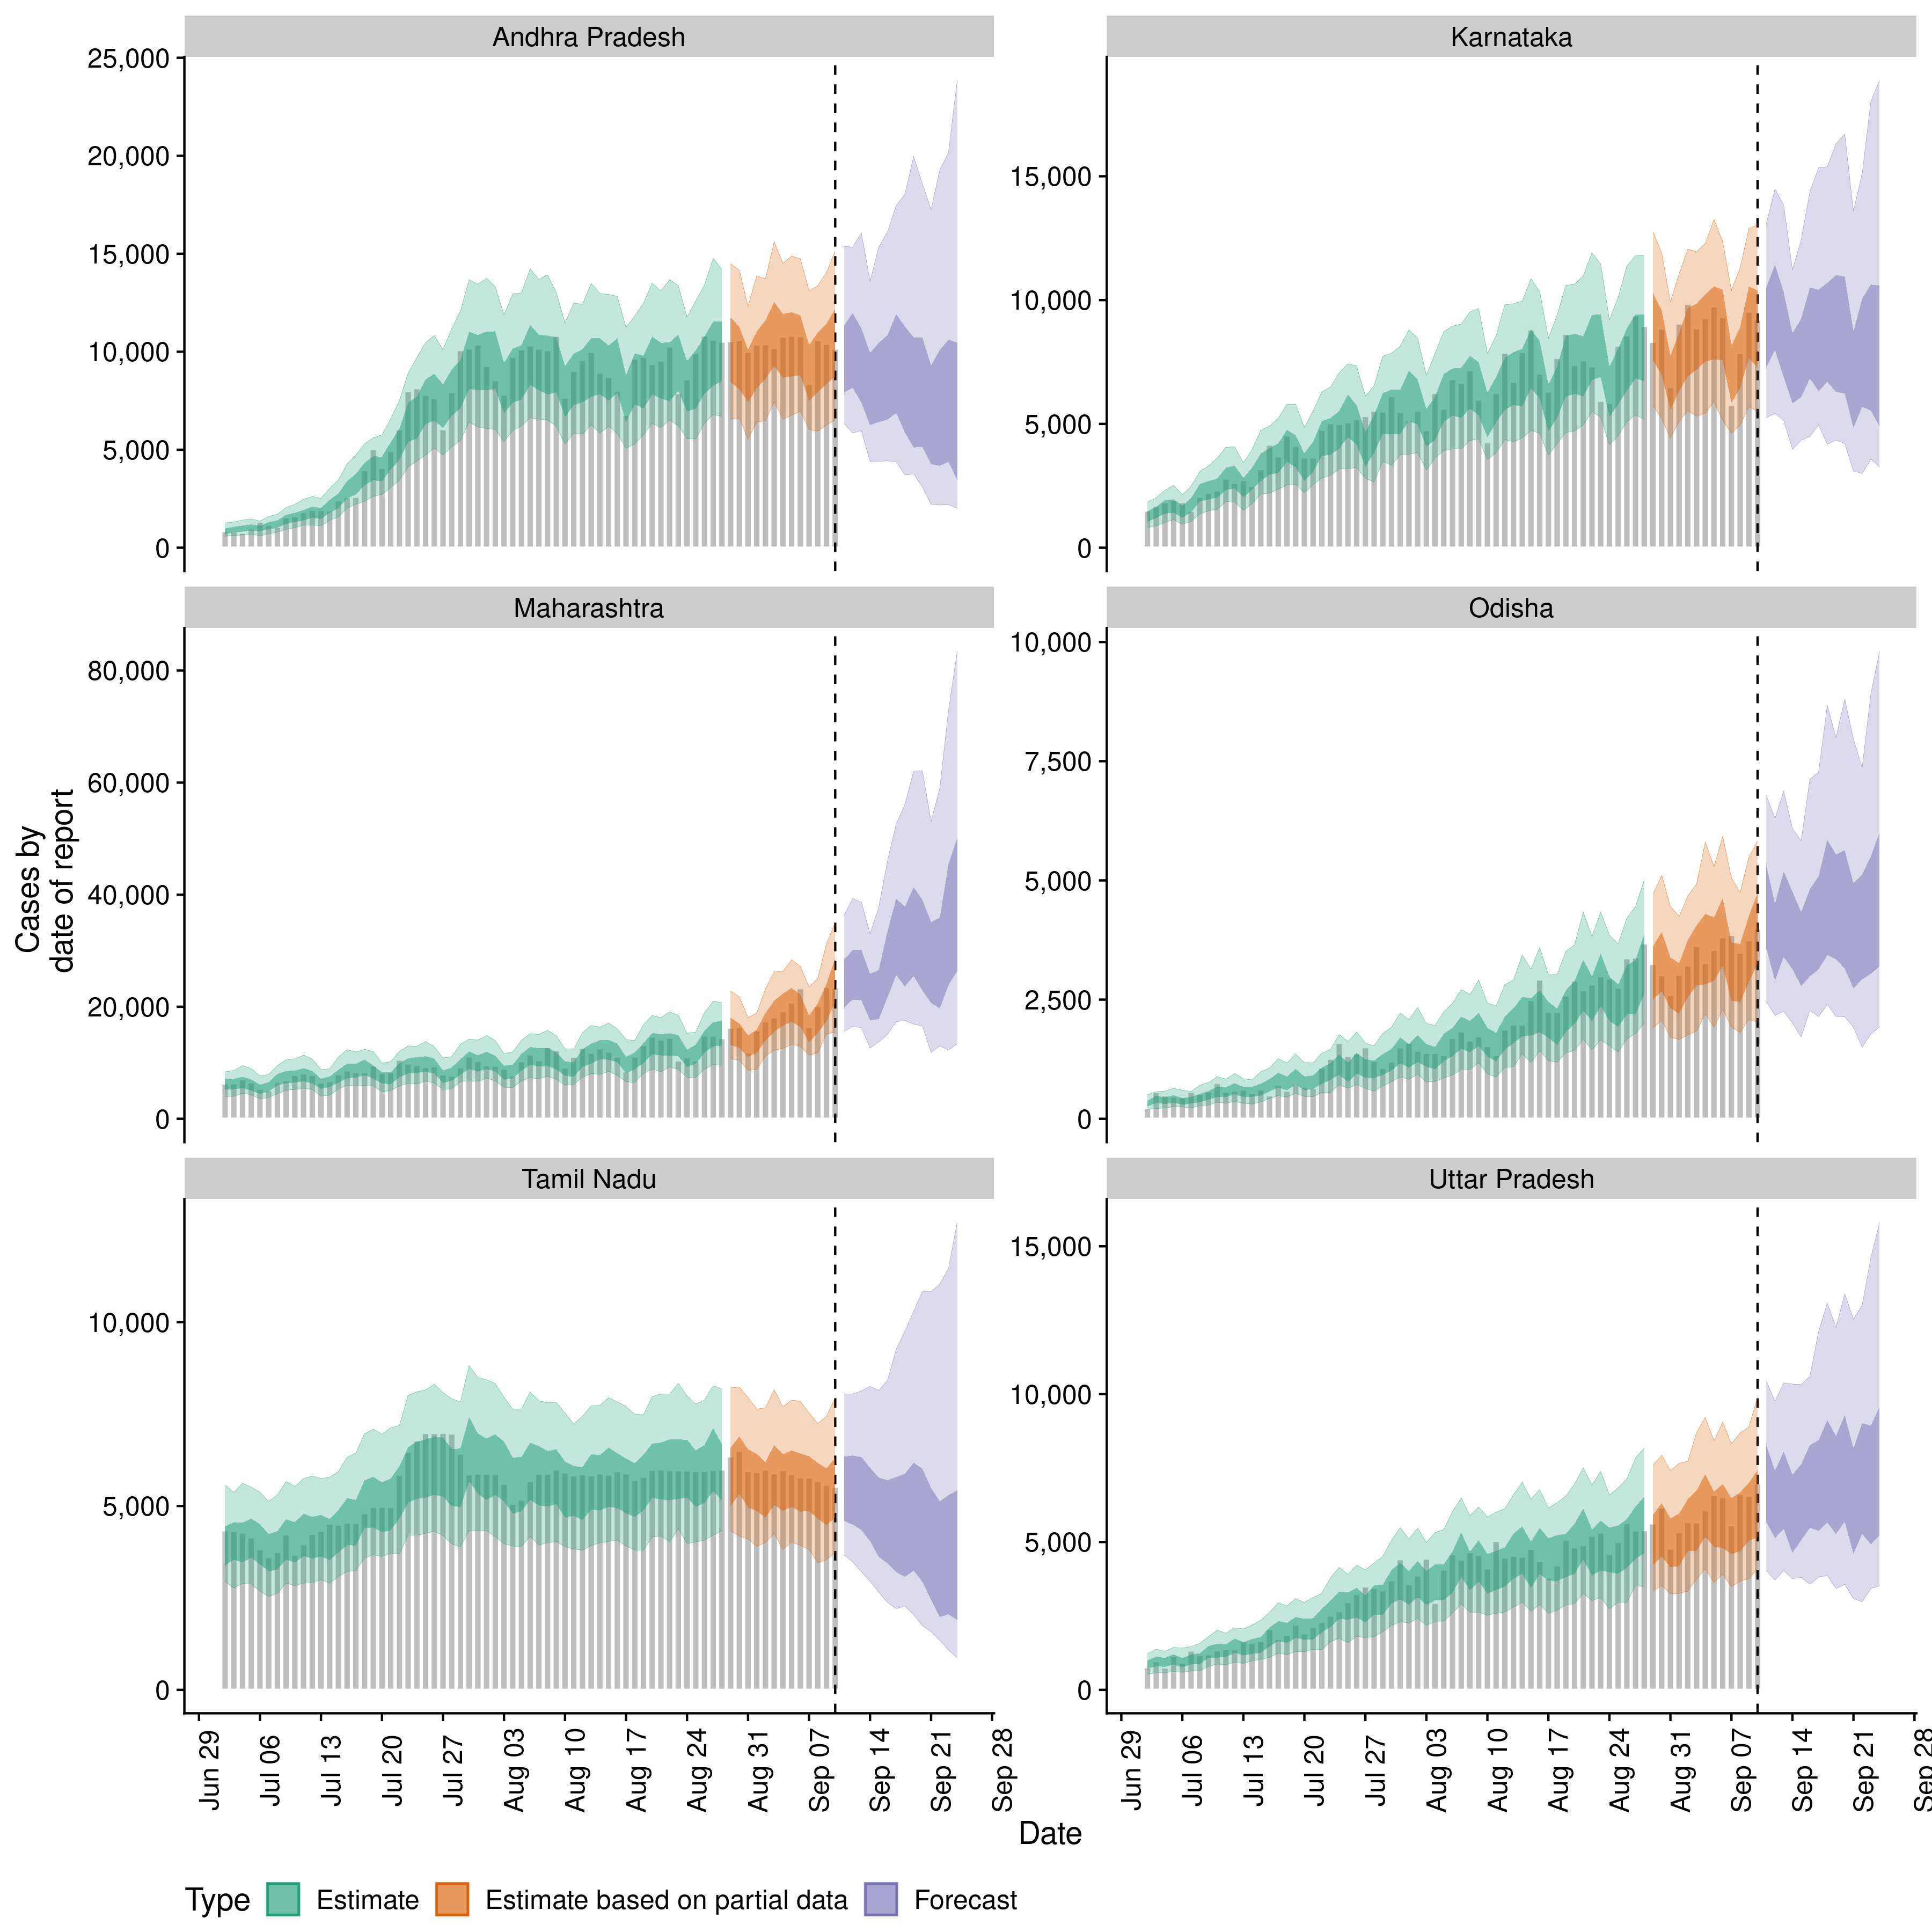 Andhra Pradesh
Karnataka
25,000
20,000
15,000
10,000
5,000
0
15,000
10,000
5,000
0
Maharashtra
Odisha
80,000
60,000
40,000
20,000
0
10,000
7,500
5,000
2,500
0
Tamil Nadu
Uttar Pradesh
10,000
5,000
0
15,000
10,000
5,000
0
Cases by
date of report
Jun 29
Jul 06
Jul 13
Jul 20
Jul 27
Aug 03
Aug 10
Aug 17
Aug 24
Aug 31
Sep 07
Sep 14
Sep 21
Sep 28
Jun 29
Jul 06
Jul 13
Jul 20
Jul 27
Aug 03
Aug 10
Aug 17
Aug 24
Aug 31
Sep 07
Sep 14
Sep 21
Sep 28
Date
Type Estimate Estimate based on partial data Forecast